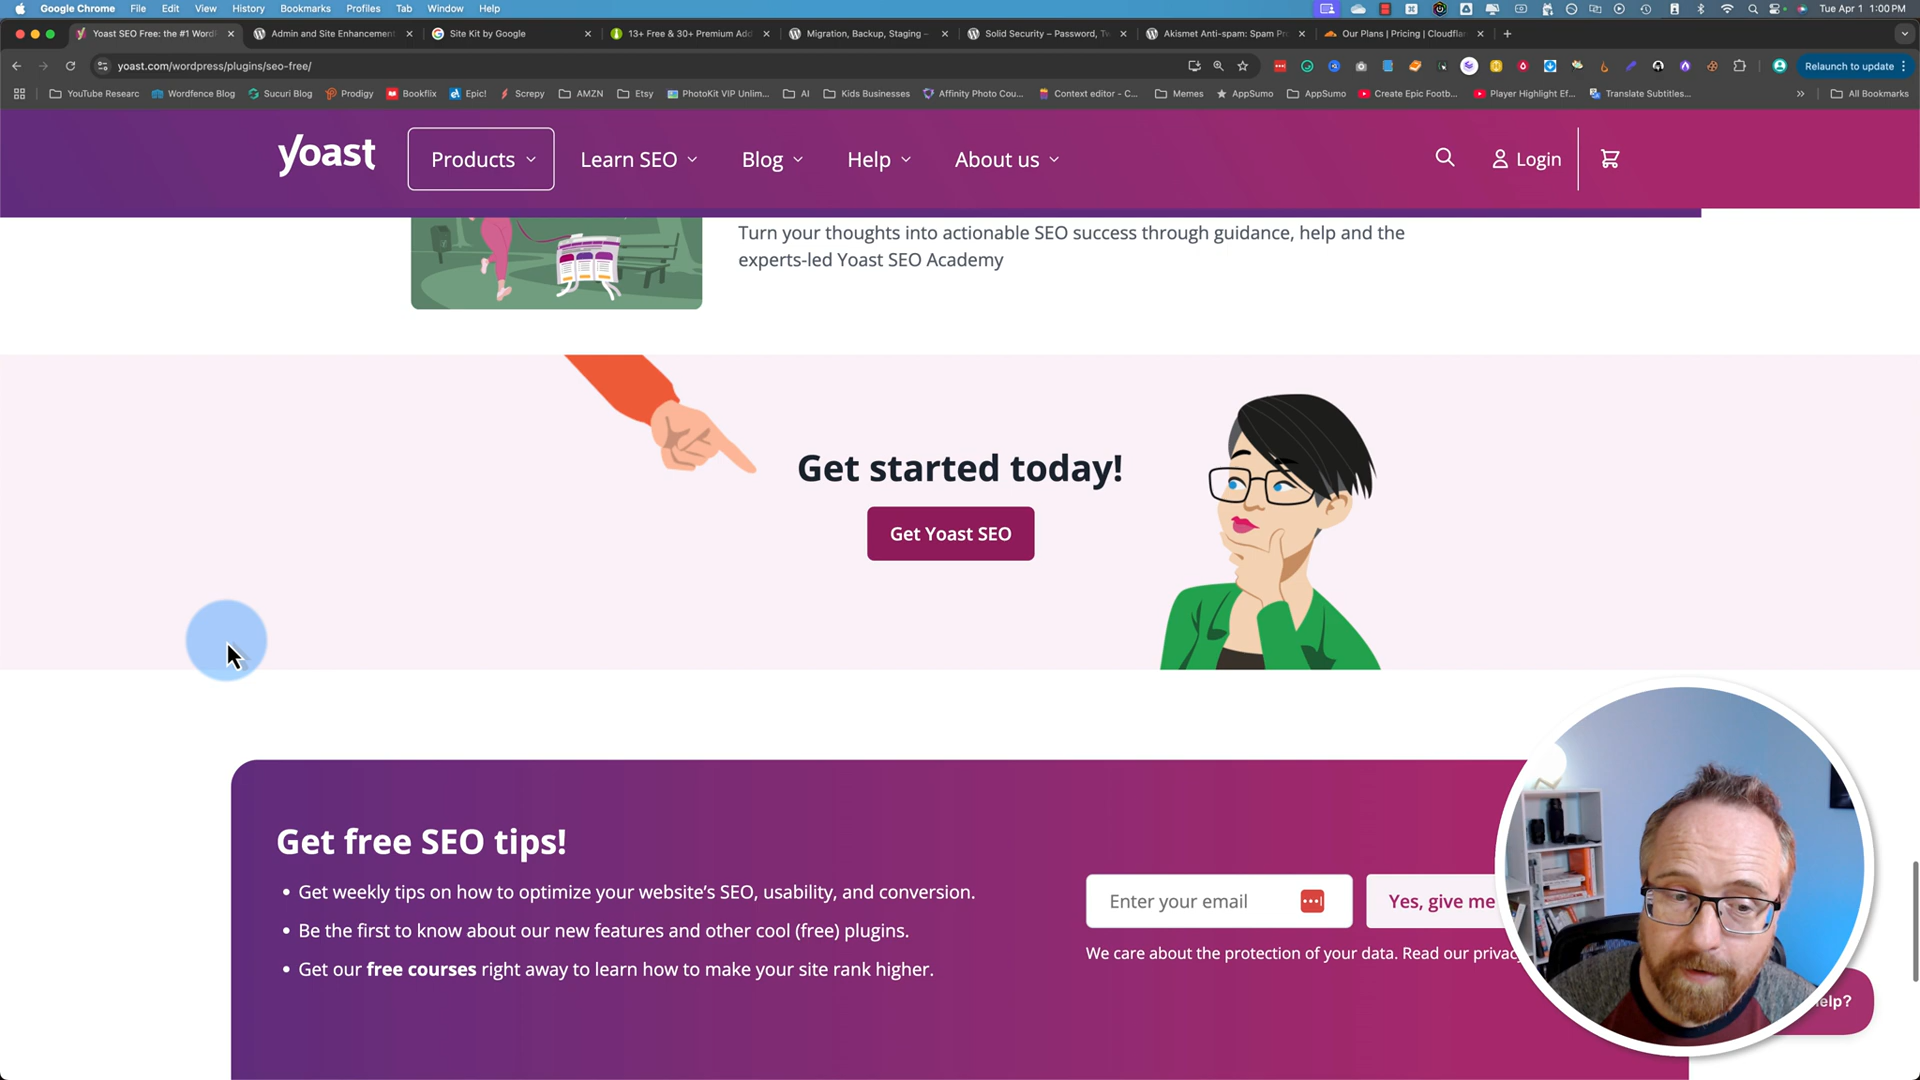 Google Chrome File Edit View History Bookmarks Profiles Tab Window Help Tue Apr 1 1:00 PM
Yoast SEO Free: the #1 Word
Admin and Site Enhancement
Site Kit by Google
13+ Free & 30+ Premium Add
Migration, Backup, Staging –
Solid Security – Password, Tw
Akismet Anti-spam: Spam Pr
Our Plans | Pricing | Cloudfla
yoast.com/wordpress/plugins/seo-free/
Relaunch to update
YouTube Researc Wordfence Blog Sucuri Blog Prodigy Bookflix Epic! Screpy AMZN Etsy PhotoKit VIP Unlim... AI Kids Businesses Affinity Photo Cou... Context editor - C... Memes AppSumo AppSumo Create Epic Footb... Player Highlight Ef... Translate Subtitles... All Bookmarks
yoast Products Learn SEO Blog Help About us Login
Turn your thoughts into actionable SEO success through guidance, help and the
experts-led Yoast SEO Academy
Get started today!
Get Yoast SEO
Get free SEO tips!
• Get weekly tips on how to optimize your website's SEO, usability, and conversion.
• Be the first to know about our new features and other cool (free) plugins.
• Get our free courses right away to learn how to make your site rank higher.
Enter your email
Yes, give me
We care about the protection of your data. Read our privacy
elp?